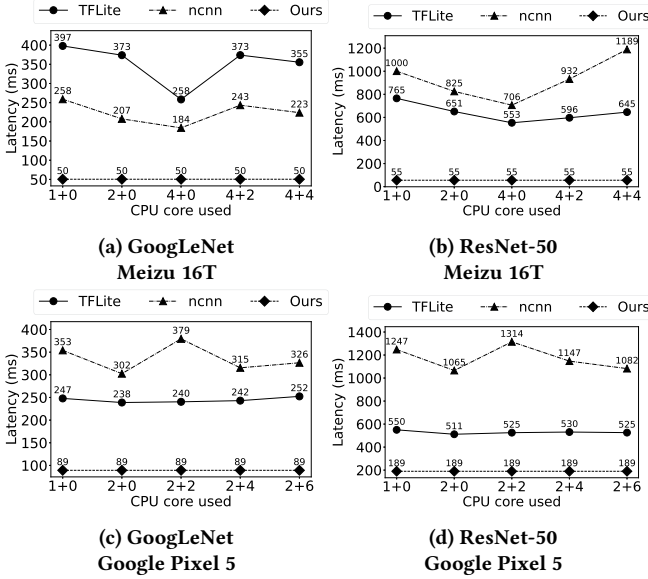 TFLite ncnn Ours
Latency (ms)
400
350
300
250
200
150
100
50
397 373 258 373 355
258 207 184 243 223
50 50 50 50 50
1+0 2+0 4+0 4+2 4+4
CPU core used
(a) GoogLeNet
Meizu 16T
TFLite ncnn Ours
Latency (ms)
1200
1000
800
600
400
200
0
1000 825 706 932 1189
765 651 553 596 645
55 55 55 55 55
1+0 2+0 4+0 4+2 4+4
CPU core used
(b) ResNet-50
Meizu 16T
TFLite ncnn Ours
Latency (ms)
400
350
300
250
200
150
100
353 302 379 315 326
247 238 240 242 252
89 89 89 89 89
1+0 2+0 2+2 2+4 2+6
CPU core used
(c) GoogLeNet
Google Pixel 5
TFLite ncnn Ours
Latency (ms)
1400
1200
1000
800
600
400
200
1247 1065 1314 1147 1082
550 511 525 530 525
189 189 189 189 189
1+0 2+0 2+2 2+4 2+6
CPU core used
(d) ResNet-50
Google Pixel 5